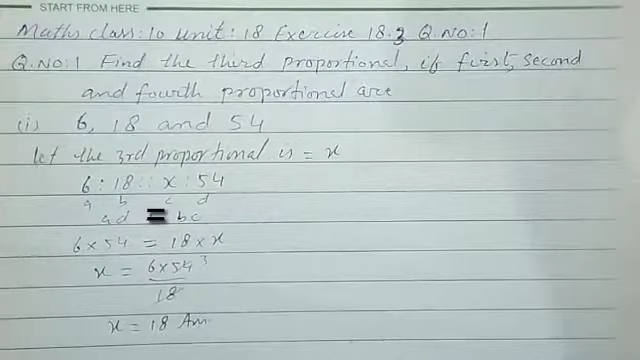 START FROM HERE
Maths class: 10 unit: 18 Exercise 18.3 Q.NO:1
Q.NO:1 Find the third proportional, if first, second
and fourth proportional are
(i) 6, 18 and 54
let the 3rd proportional is = x
6 : 18 :: x : 54
a b c d
ad = bc
6 × 54 = 18 × x
x = 6 × 54 3
18
x = 18 Ans